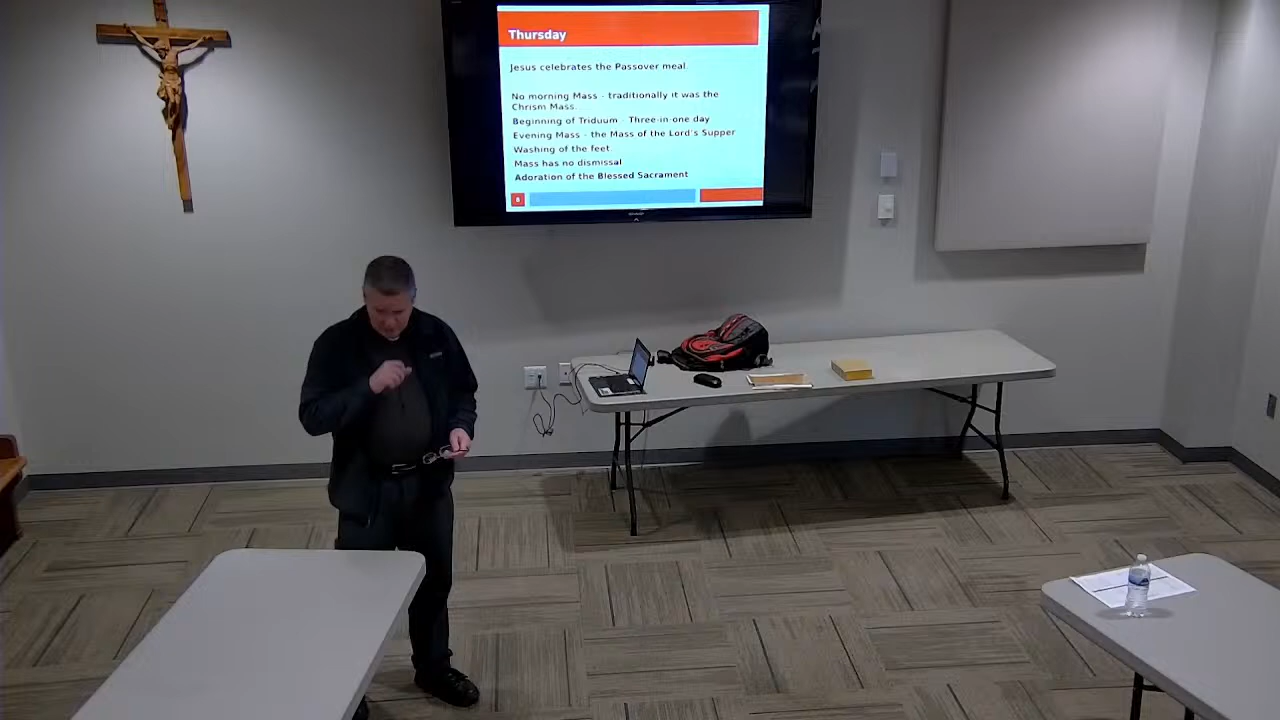 Thursday
Jesus celebrates the Passover meal.
No morning Mass - traditionally it was the
Chrism Mass.
Beginning of Triduum - Three-in-one day
Evening Mass - the Mass of the Lord's Supper
Washing of the feet.
Mass has no dismissal
Adoration of the Blessed Sacrament
8